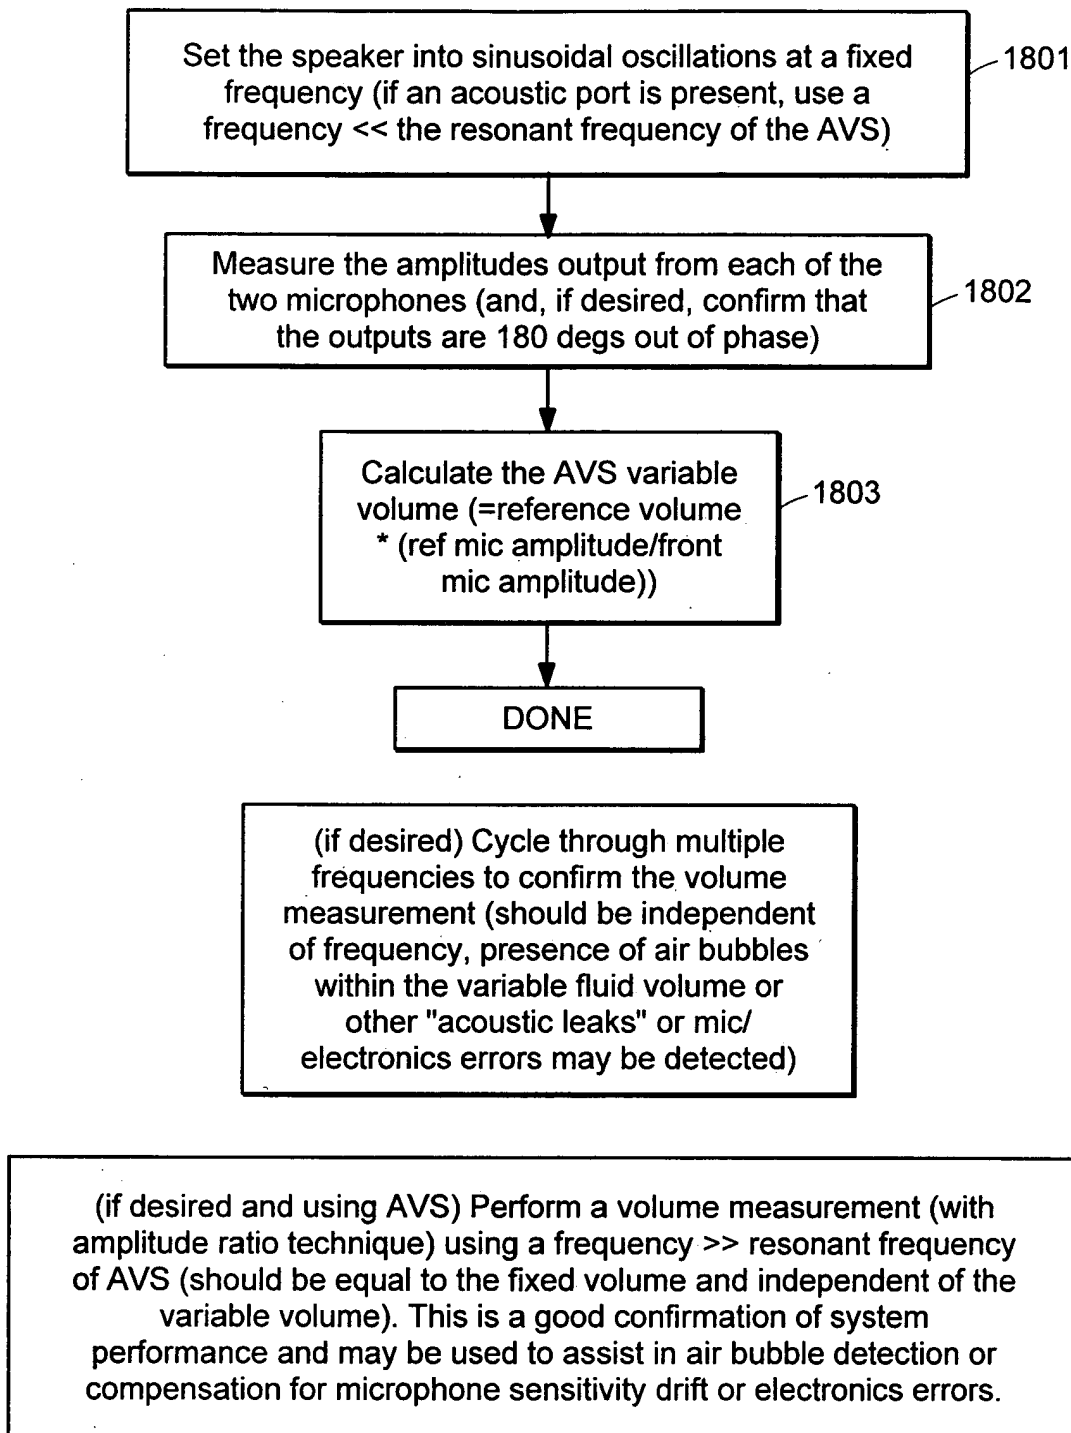 Set the speaker into sinusoidal oscillations at a fixed
frequency (if an acoustic port is present, use a
frequency << the resonant frequency of the AVS)
1801
Measure the amplitudes output from each of the
two microphones (and, if desired, confirm that
the outputs are 180 degs out of phase)
1802
Calculate the AVS variable
volume (=reference volume
* (ref mic amplitude/front
mic amplitude))
1803
DONE
(if desired) Cycle through multiple
frequencies to confirm the volume
measurement (should be independent
of frequency, presence of air bubbles
within the variable fluid volume or
other "acoustic leaks" or mic/
electronics errors may be detected)
(if desired and using AVS) Perform a volume measurement (with
amplitude ratio technique) using a frequency >> resonant frequency
of AVS (should be equal to the fixed volume and independent of the
variable volume). This is a good confirmation of system
performance and may be used to assist in air bubble detection or
compensation for microphone sensitivity drift or electronics errors.